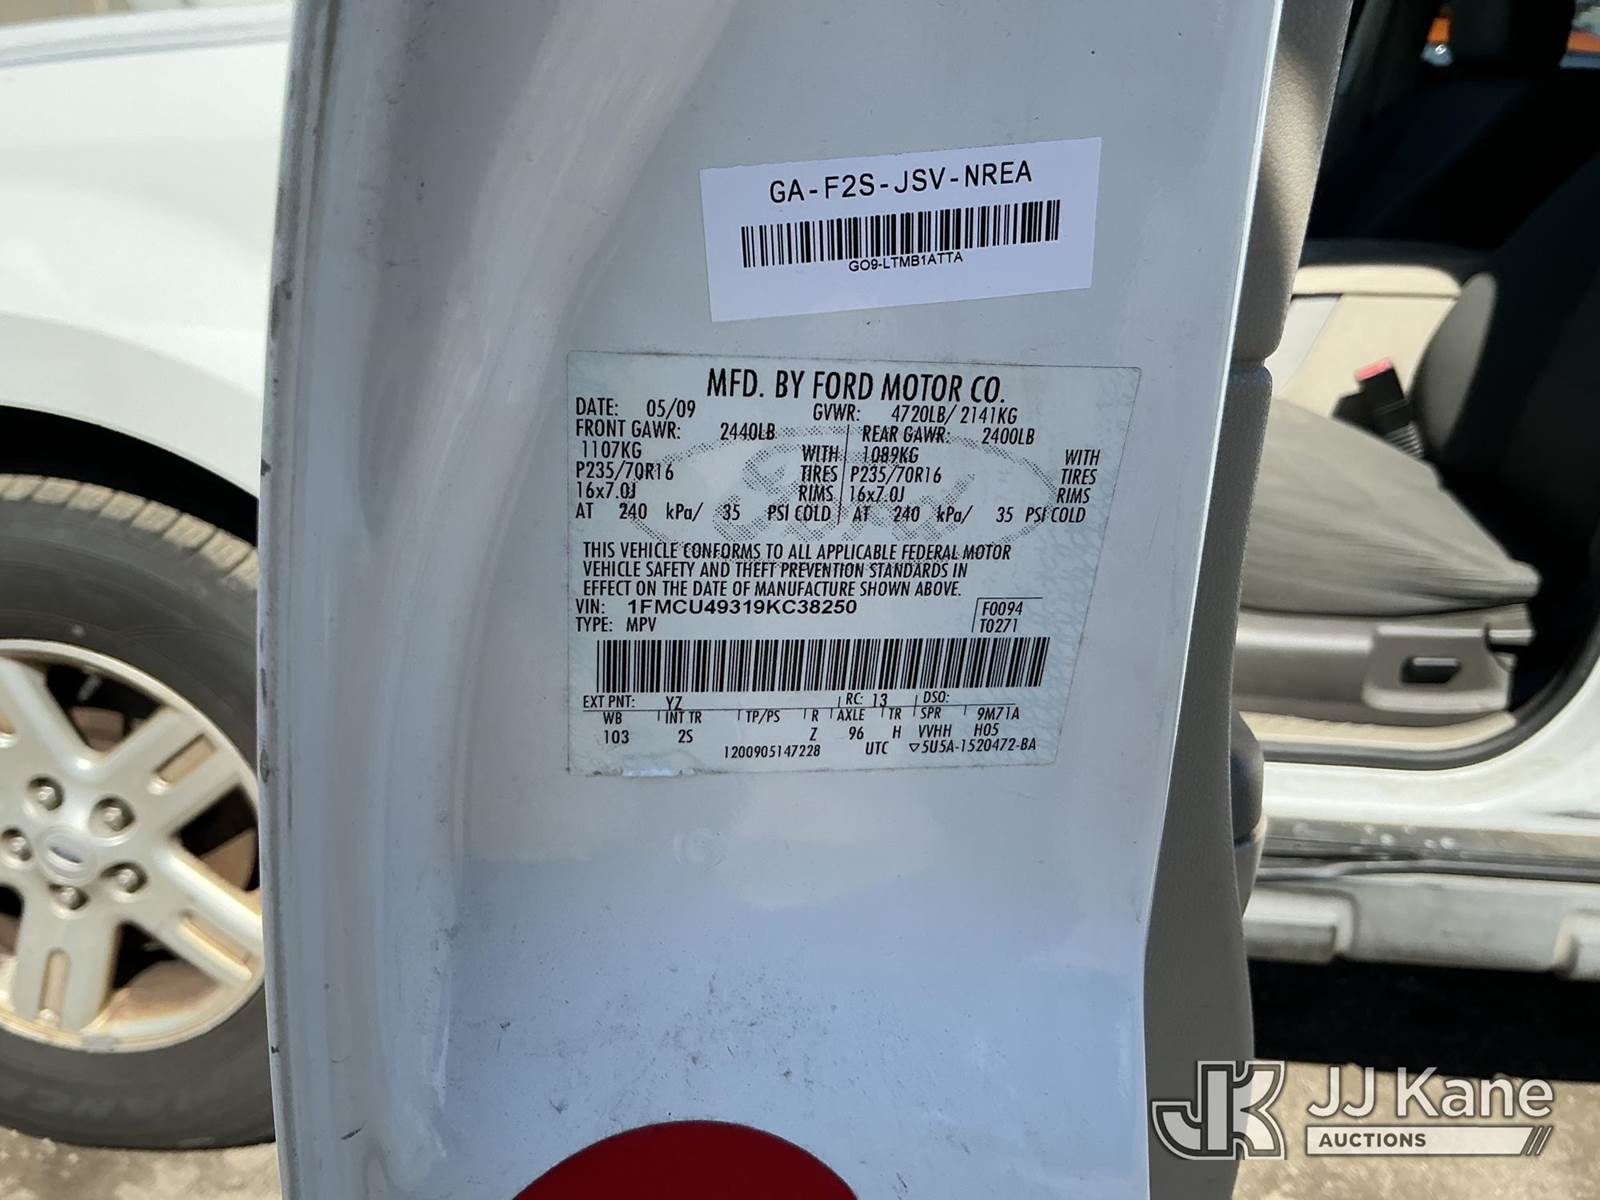 GA-F2S-JSV-NREA
GO9-LTMB1ATTA
MFD. BY FORD MOTOR CO.
DATE: 05/09 GVWR: 4720LB/ 2141KG
FRONT GAWR: 2440LB REAR GAWR: 2400LB
1107KG WITH 1089KG WITH
P235/70R16 TIRES P235/70R16 TIRES
16x7.0J RIMS 16x7.0J RIMS
AT 240 kPa/ 35 PSI COLD AT 240 kPa/ 35 PSI COLD
THIS VEHICLE CONFORMS TO ALL APPLICABLE FEDERAL MOTOR
VEHICLE SAFETY AND THEFT PREVENTION STANDARDS IN
EFFECT ON THE DATE OF MANUFACTURE SHOWN ABOVE.
VIN: 1FMCU49319KC38250 F0094
TYPE: MPV T0271
EXT PNT: YZ RC: 13 DSO:
WB INT TR TP/PS R AXLE TR SPR 9M71A
103 2S Z 96 H VVHH H05
1200905147228 UTC ▽5U5A-1520472-BA
JK JJ Kane
AUCTIONS